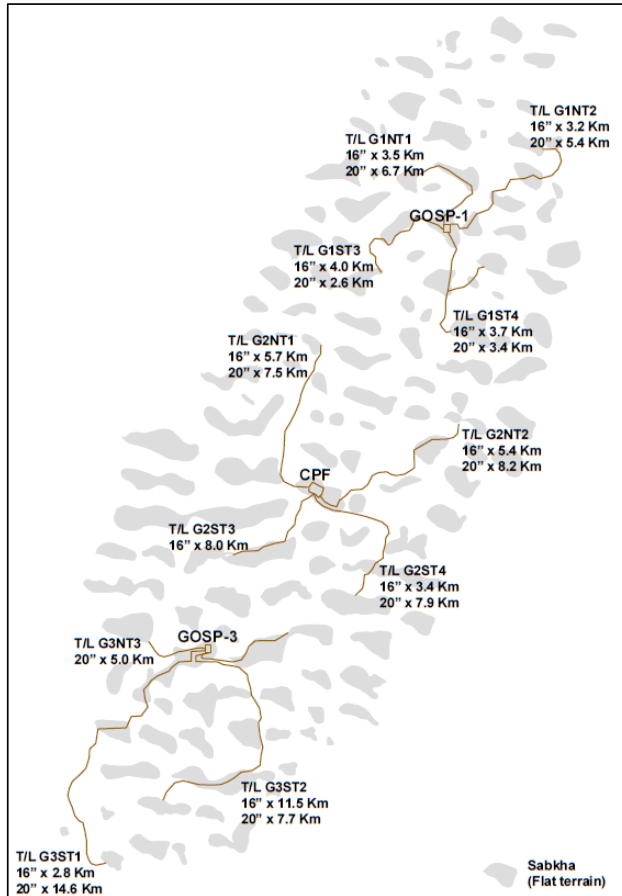 T/L G1NT2
16” x 3.2 Km
20” x 5.4 Km
T/L G1NT1
16” x 3.5 Km
20” x 6.7 Km
GOSP-1
T/L G1ST3
16” x 4.0 Km
20” x 2.6 Km
T/L G1ST4
16” x 3.7 Km
20” x 3.4 Km
T/L G2NT1
16” x 5.7 Km
20” x 7.5 Km
T/L G2NT2
16” x 5.4 Km
20” x 8.2 Km
CPF
T/L G2ST3
16” x 8.0 Km
T/L G2ST4
16” x 3.4 Km
20” x 7.9 Km
GOSP-3
T/L G3NT3
20” x 5.0 Km
T/L G3ST2
16” x 11.5 Km
20” x 7.7 Km
T/L G3ST1
16” x 2.8 Km
20” x 14.6 Km
Sabkha
(Flat terrain)